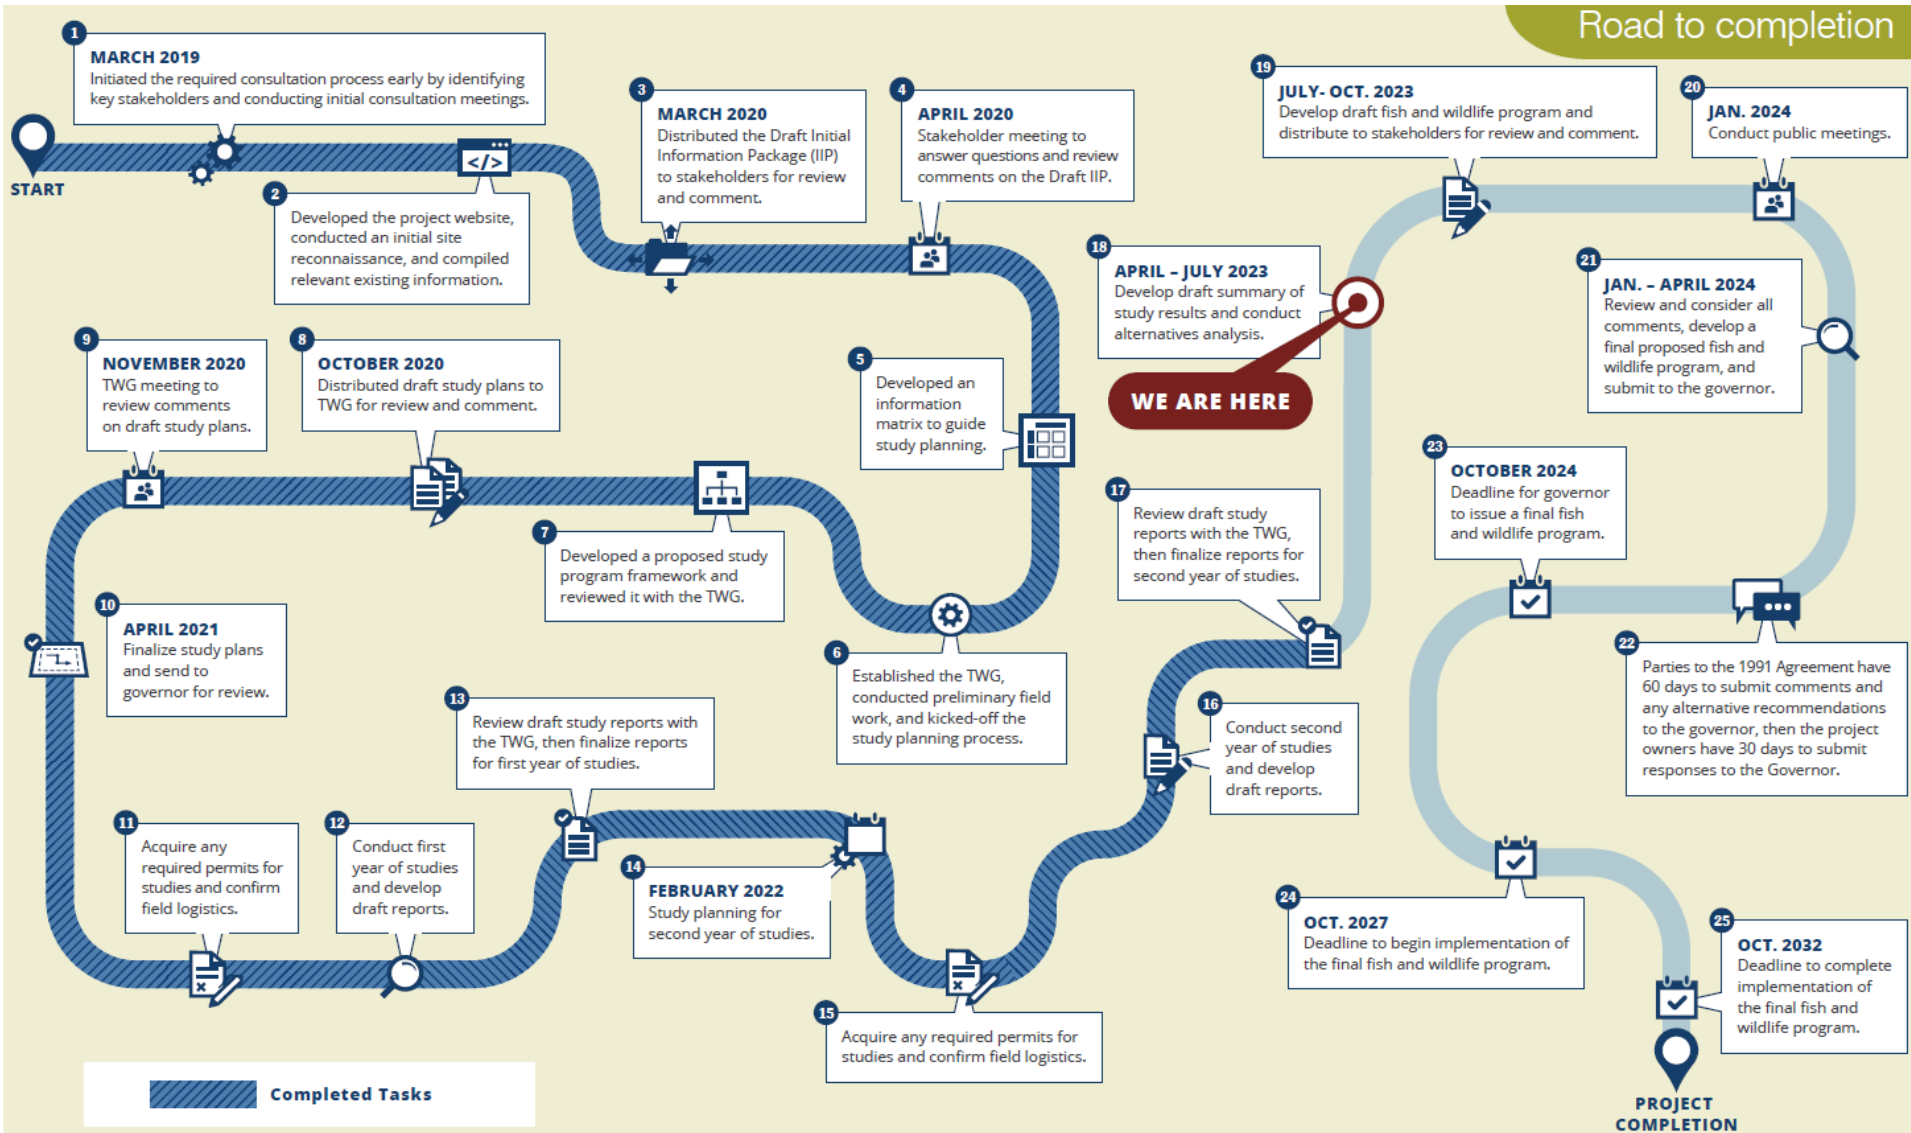 Road to completion
START
1
MARCH 2019
Initiated the required consultation process early by identifying
key stakeholders and conducting initial consultation meetings.
2
Developed the project website,
conducted an initial site
reconnaissance, and compiled
relevant existing information.
</>
3
MARCH 2020
Distributed the Draft Initial
Information Package (IIP)
to stakeholders for review
and comment.
4
APRIL 2020
Stakeholder meeting to
answer questions and review
comments on the Draft IIP.
5
Developed an
information
matrix to guide
study planning.
6
Established the TWG,
conducted preliminary field
work, and kicked-off the
study planning process.
7
Developed a proposed study
program framework and
reviewed it with the TWG.
8
OCTOBER 2020
Distributed draft study plans to
TWG for review and comment.
9
NOVEMBER 2020
TWG meeting to
review comments
on draft study plans.
10
APRIL 2021
Finalize study plans
and send to
governor for review.
11
Acquire any
required permits for
studies and confirm
field logistics.
12
Conduct first
year of studies
and develop
draft reports.
13
Review draft study reports with
the TWG, then finalize reports
for first year of studies.
14
FEBRUARY 2022
Study planning for
second year of studies.
15
Acquire any required permits for
studies and confirm field logistics.
16
Conduct second
year of studies
and develop
draft reports.
17
Review draft study
reports with the TWG,
then finalize reports for
second year of studies.
18
APRIL – JULY 2023
Develop draft summary of
study results and conduct
alternatives analysis.
WE ARE HERE
19
JULY- OCT. 2023
Develop draft fish and wildlife program and
distribute to stakeholders for review and comment.
20
JAN. 2024
Conduct public meetings.
21
JAN. – APRIL 2024
Review and consider all
comments, develop a
final proposed fish and
wildlife program, and
submit to the governor.
22
Parties to the 1991 Agreement have
60 days to submit comments and
any alternative recommendations
to the governor, then the project
owners have 30 days to submit
responses to the Governor.
23
OCTOBER 2024
Deadline for governor
to issue a final fish
and wildlife program.
24
OCT. 2027
Deadline to begin implementation of
the final fish and wildlife program.
25
OCT. 2032
Deadline to complete
implementation of
the final fish and
wildlife program.
PROJECT
COMPLETION
Completed Tasks